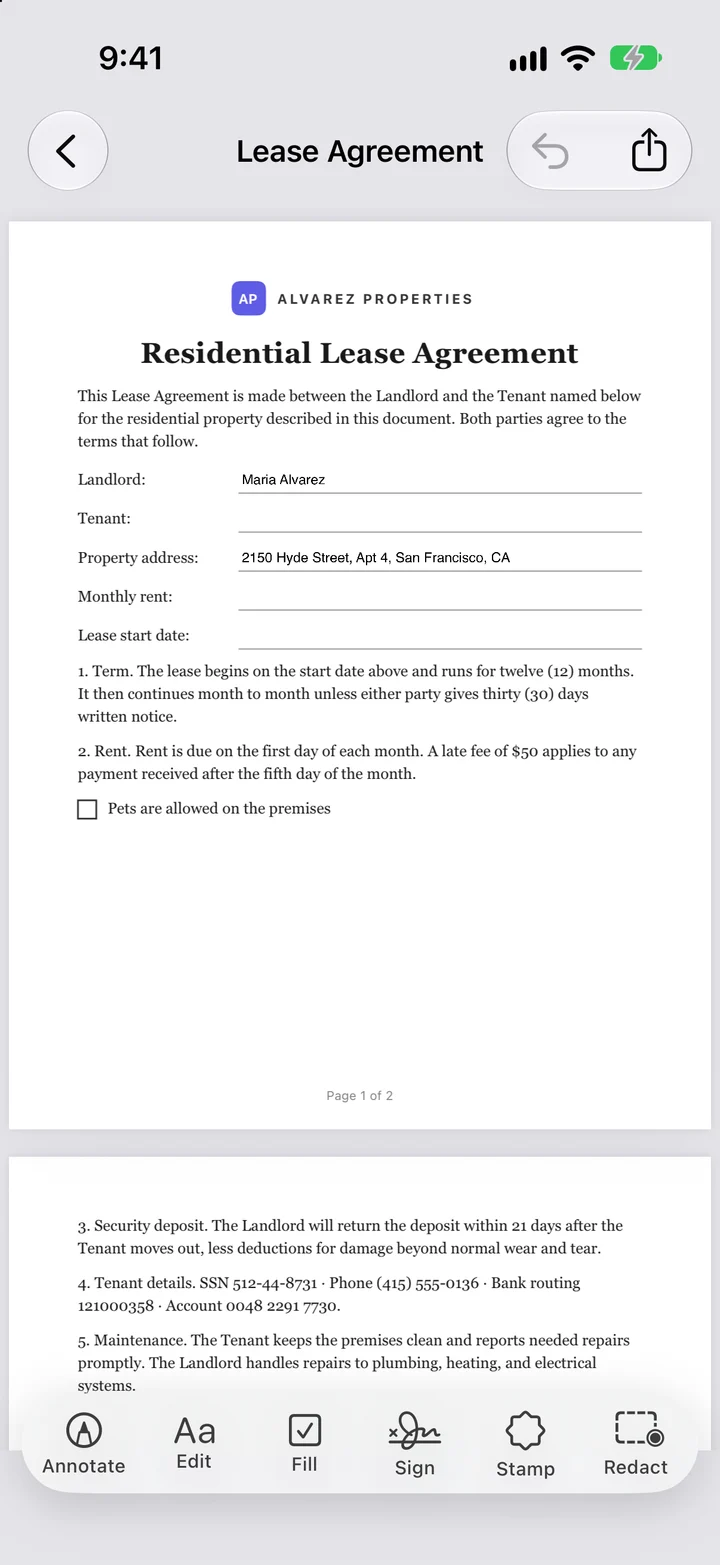 9:41
Lease Agreement
AP ALVAREZ PROPERTIES
Residential Lease Agreement
This Lease Agreement is made between the Landlord and the Tenant named below
for the residential property described in this document. Both parties agree to the
terms that follow.
Landlord: Maria Alvarez
Tenant:
Property address: 2150 Hyde Street, Apt 4, San Francisco, CA
Monthly rent:
Lease start date:
1. Term. The lease begins on the start date above and runs for twelve (12) months.
It then continues month to month unless either party gives thirty (30) days
written notice.
2. Rent. Rent is due on the first day of each month. A late fee of $50 applies to any
payment received after the fifth day of the month.
Pets are allowed on the premises
Page 1 of 2
3. Security deposit. The Landlord will return the deposit within 21 days after the
Tenant moves out, less deductions for damage beyond normal wear and tear.
4. Tenant details. SSN 512-44-8731 · Phone (415) 555-0136 · Bank routing
121000358 · Account 0048 2291 7730.
5. Maintenance. The Tenant keeps the premises clean and reports needed repairs
promptly. The Landlord handles repairs to plumbing, heating, and electrical
systems.
Annotate Edit Fill Sign Stamp Redact